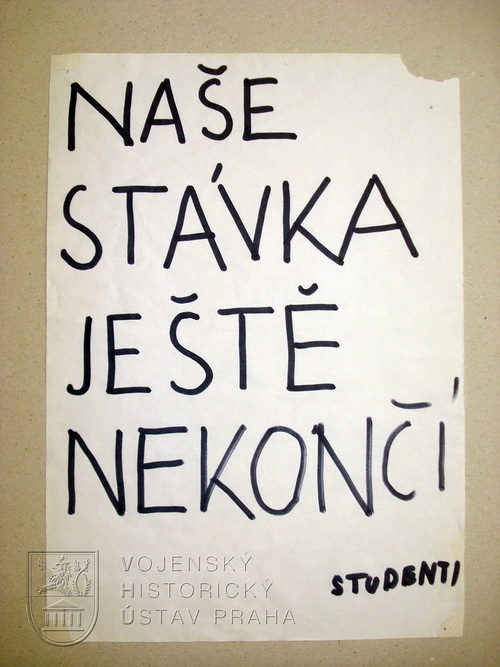 NAŠE
STÁVKA
JEŠTĚ
NEKONČÍ
STUDENTI
VOJENSKÝ
HISTORICKÝ
ÚSTAV PRAHA